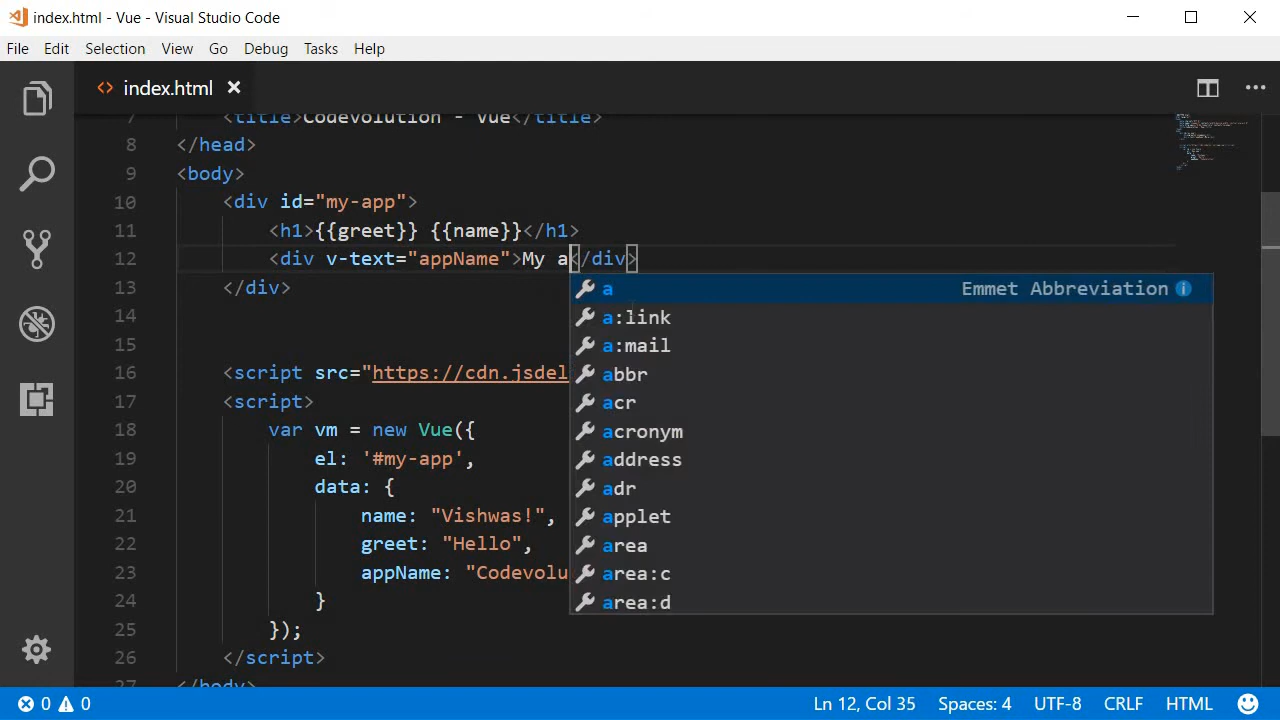 index.html - Vue - Visual Studio Code
File Edit Selection View Go Debug Tasks Help
index.html
7 <title>Codevolution - Vue</title>
8 </head>
9 <body>
10 <div id="my-app">
11 <h1>{{greet}} {{name}}</h1>
12 <div v-text="appName">My a</div>
13 </div>
a Emmet Abbreviation
14
a:link
15
a:mail
16 <script src="https://cdn.jsdel
abbr
17 <script>
acr
18 var vm = new Vue({
acronym
19 el: '#my-app',
address
20 data: {
adr
21 name: "Vishwas!",
applet
22 greet: "Hello",
area
23 appName: "Codevolu
area:c
24 }
area:d
25 });
26 </script>
27 </body>
0 0 Ln 12, Col 35 Spaces: 4 UTF-8 CRLF HTML